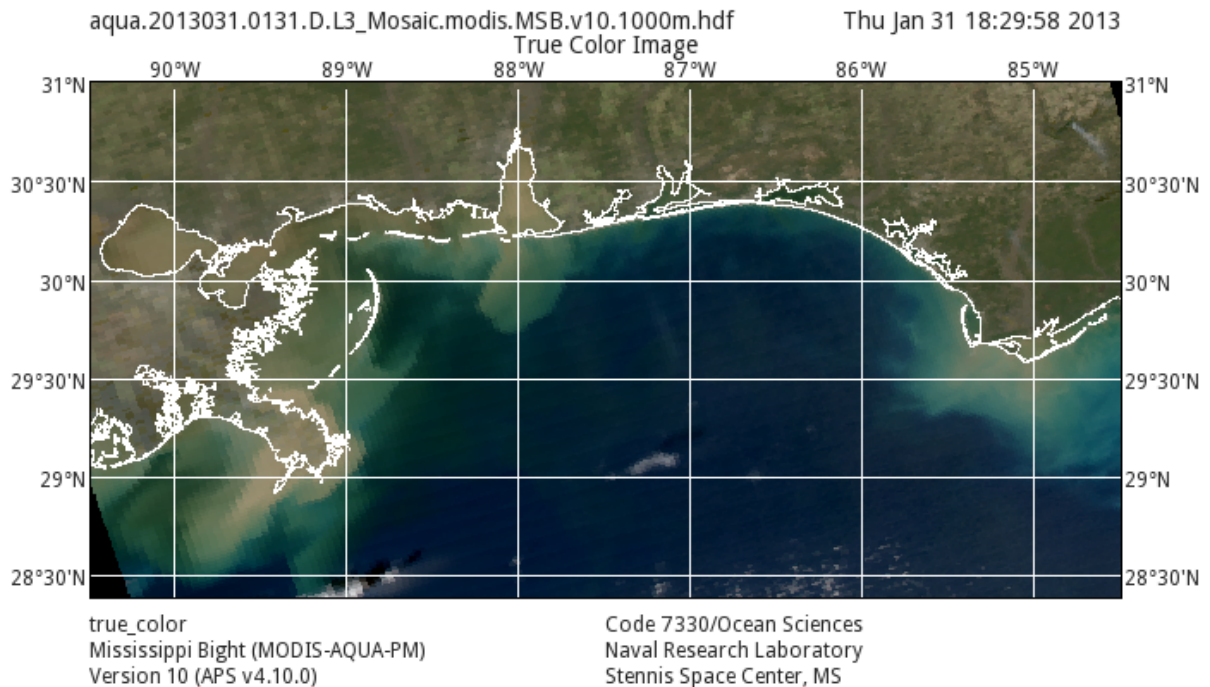 aqua.2013031.0131.D.L3_Mosaic.modis.MSB.v10.1000m.hdf Thu Jan 31 18:29:58 2013
True Color Image
90°W 89°W 88°W 87°W 86°W 85°W
31°N 31°N
30°30'N 30°30'N
30°N 30°N
29°30'N 29°30'N
29°N 29°N
28°30'N 28°30'N
true_color Code 7330/Ocean Sciences
Mississippi Bight (MODIS-AQUA-PM) Naval Research Laboratory
Version 10 (APS v4.10.0) Stennis Space Center, MS